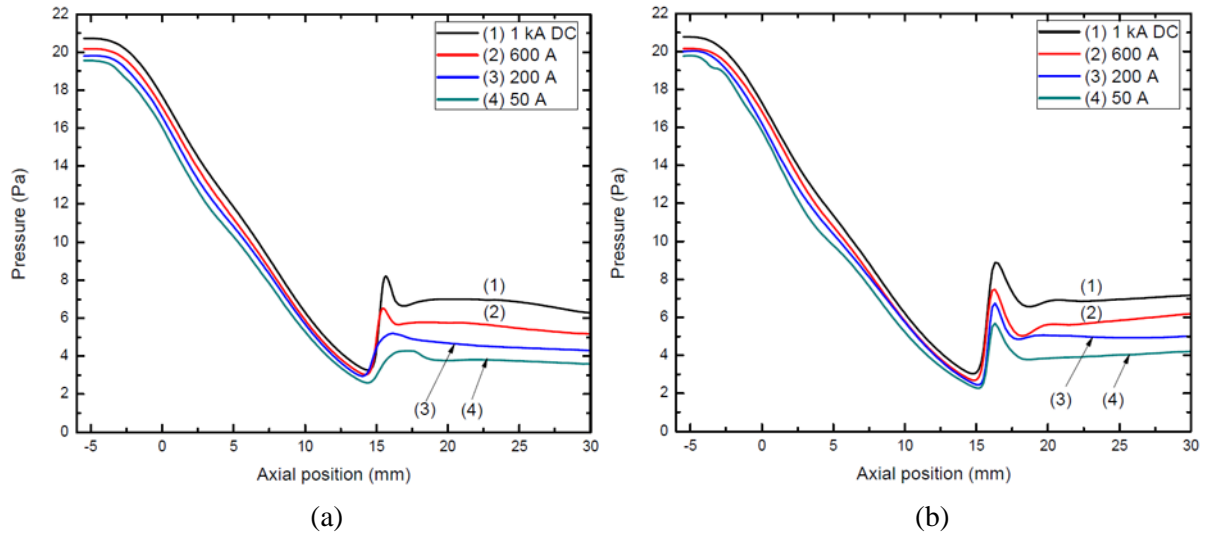 22
20
18
16
14
12
10
8
6
4
2
0
Pressure (Pa)
(1) 1 kA DC
(2) 600 A
(3) 200 A
(4) 50 A
(1)
(2)
(3)
(4)
-5 0 5 10 15 20 25 30
Axial position (mm)
(a)
22
20
18
16
14
12
10
8
6
4
2
0
Pressure (Pa)
(1) 1 kA DC
(2) 600 A
(3) 200 A
(4) 50 A
(1)
(2)
(3)
(4)
-5 0 5 10 15 20 25 30
Axial position (mm)
(b)